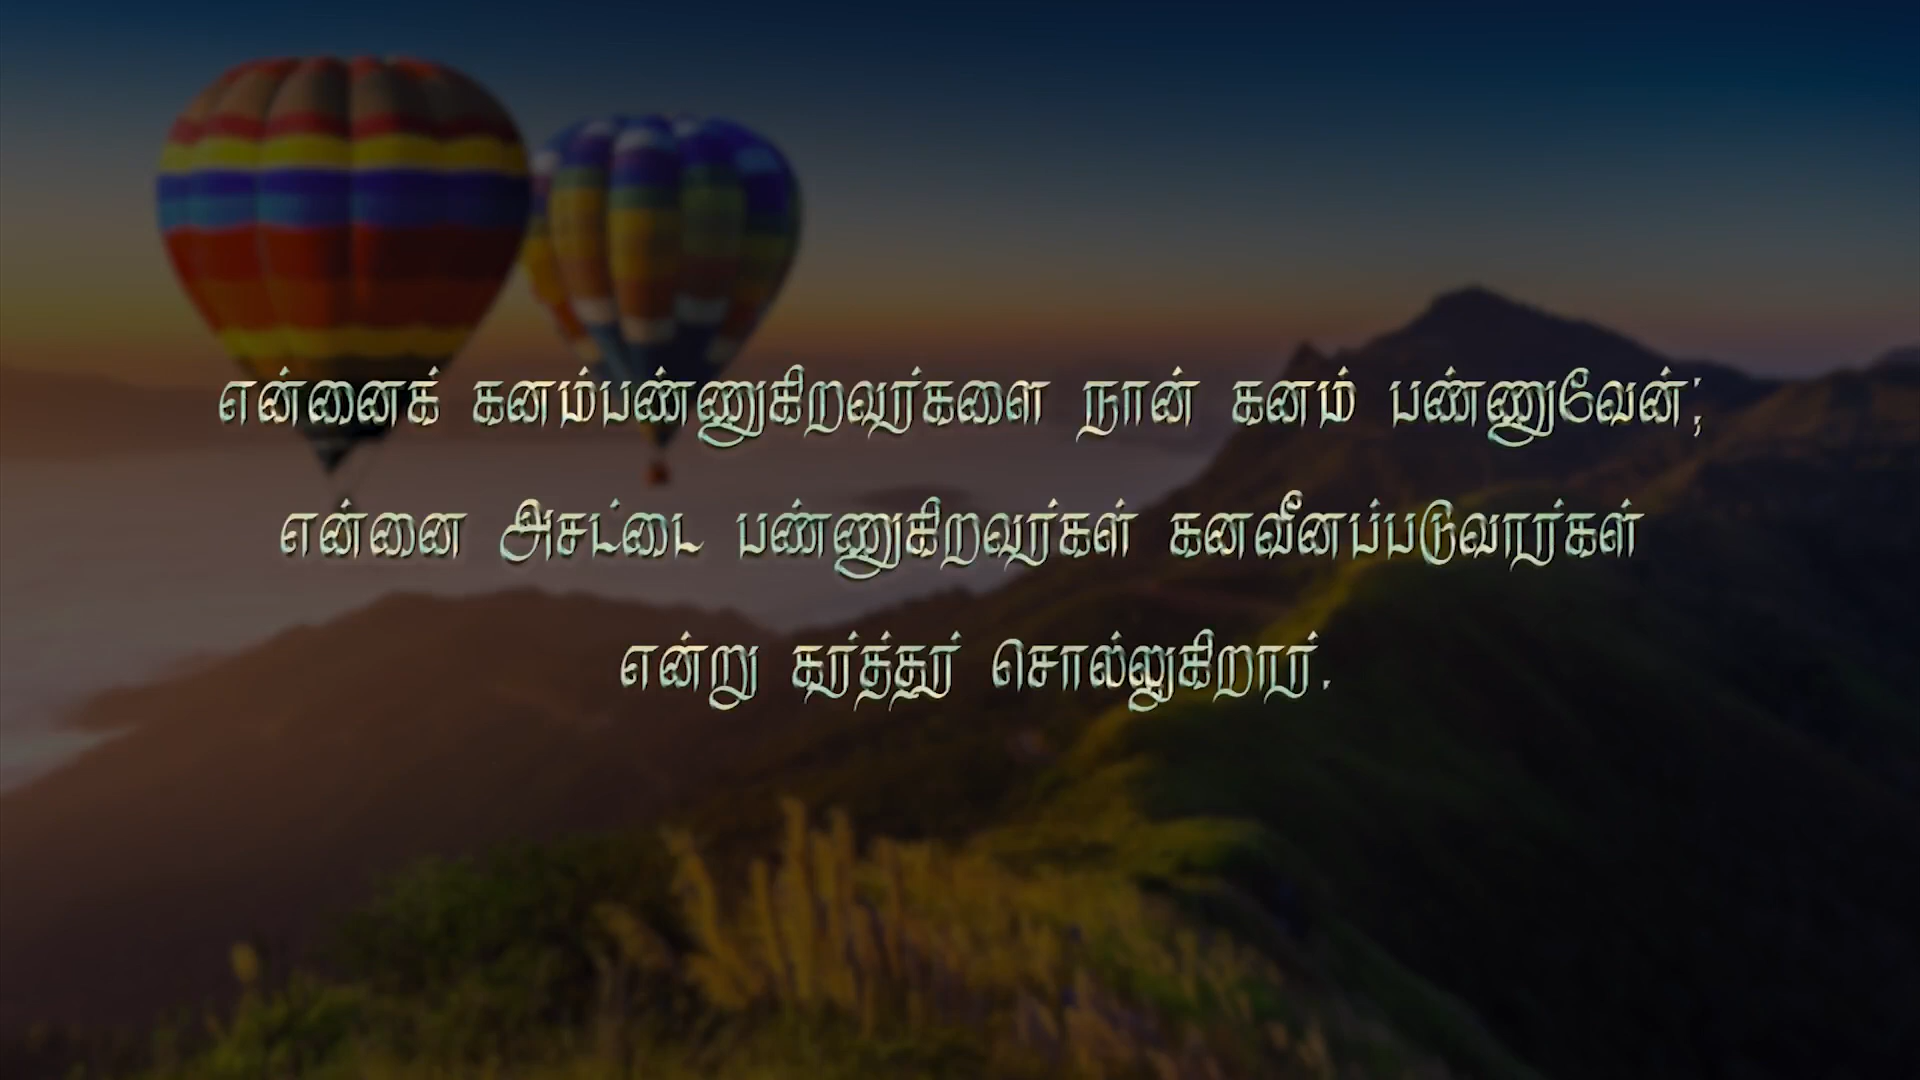 என்னைக் கனம்பண்ணுகிறவர்களை நான் கனம் பண்ணுவேன்;
என்னை அசட்டை பண்ணுகிறவர்கள் கனவீனப்படுவார்கள்
என்று கர்த்தர் சொல்லுகிறார்.